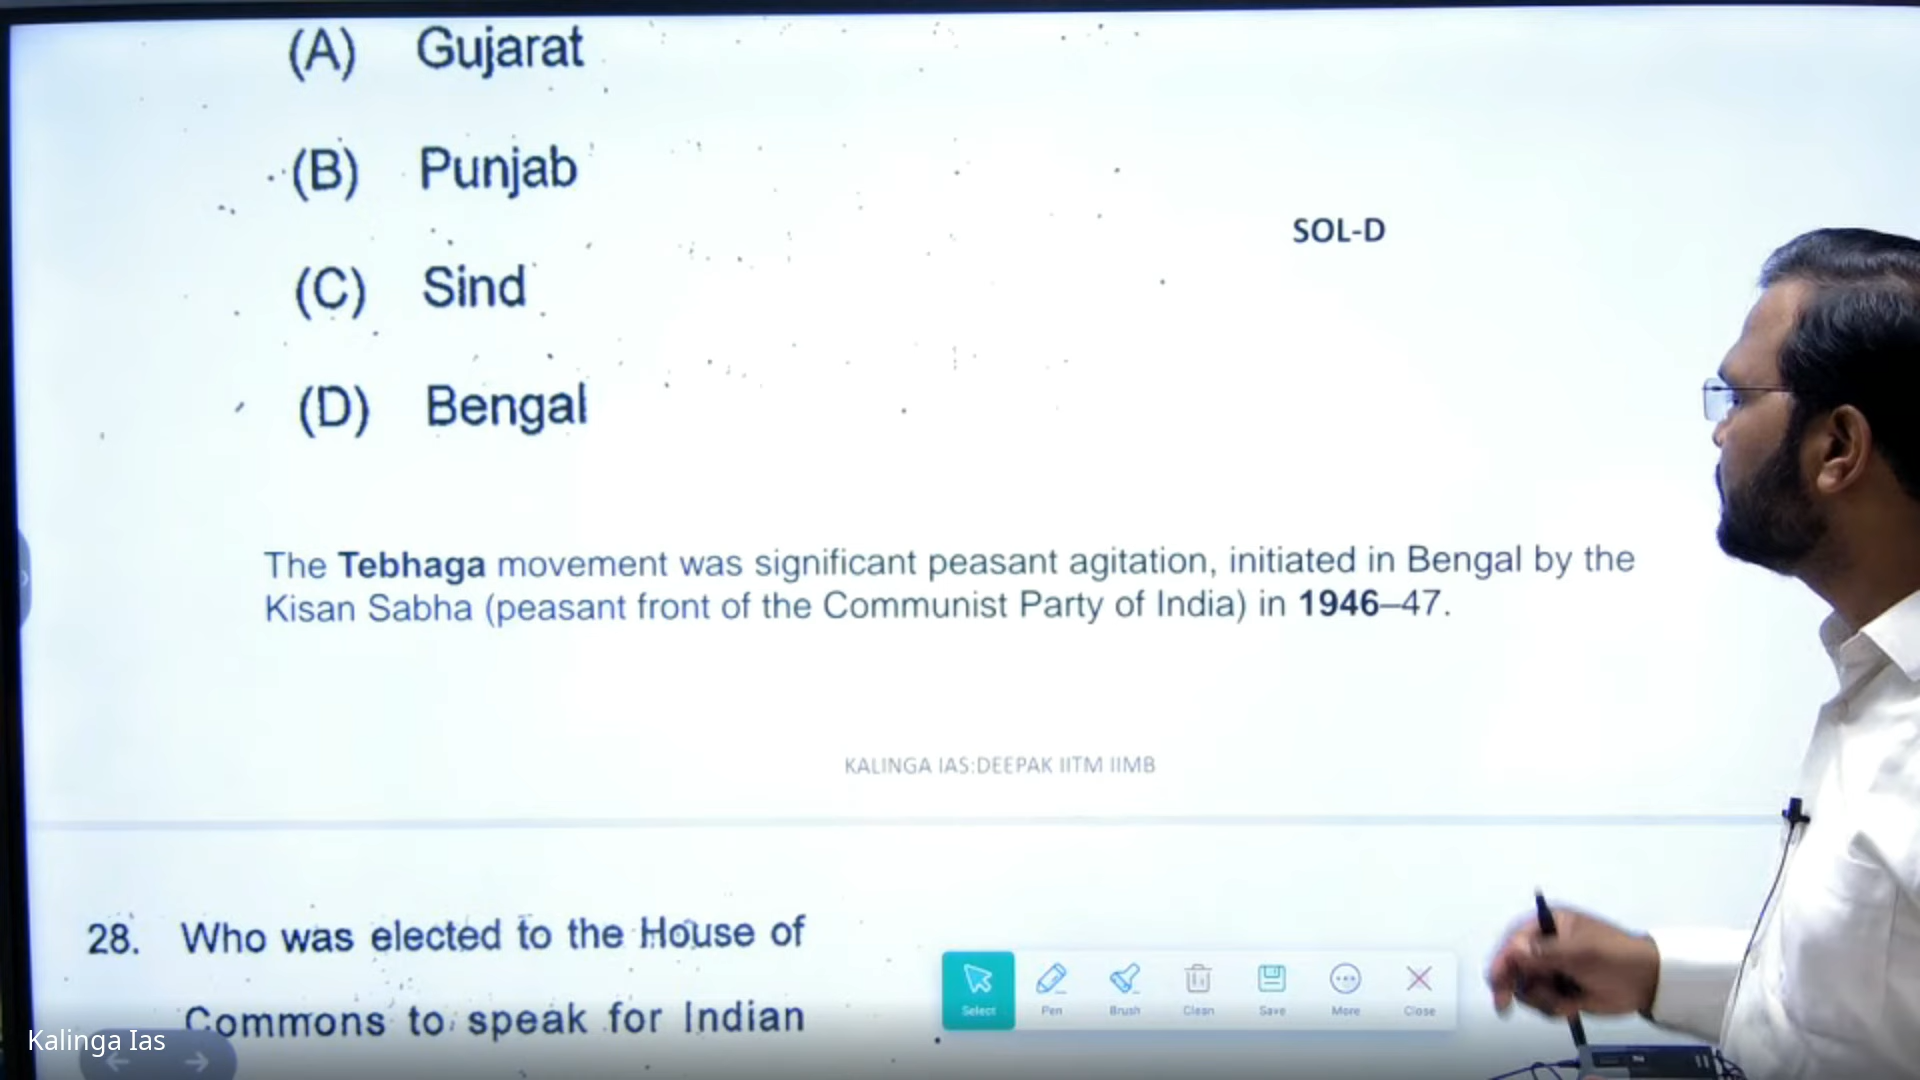 (A) Gujarat
(B) Punjab
SOL-D
(C) Sind
(D) Bengal
The Tebhaga movement was significant peasant agitation, initiated in Bengal by the
Kisan Sabha (peasant front of the Communist Party of India) in 1946–47.
KALINGA IAS:DEEPAK IITM IIMB
28. Who was elected to the House of
Commons to speak for Indian
Select Pen Brush Clean Save More Close
Kalinga Ias